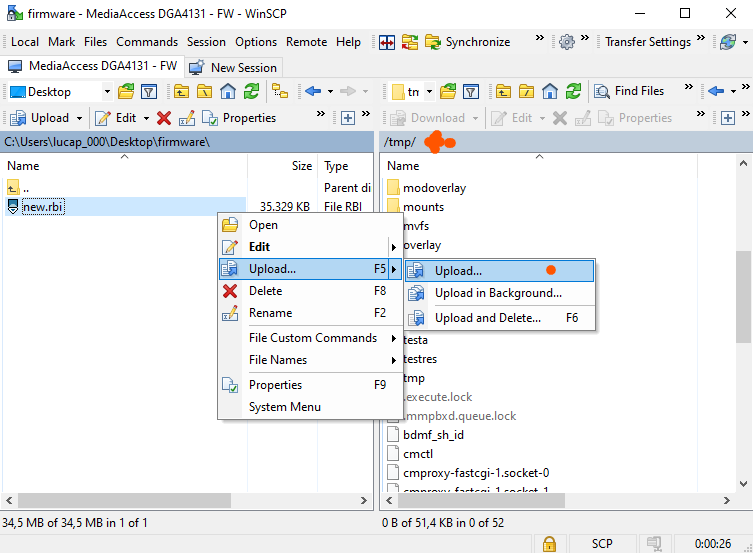 firmware - MediaAccess DGA4131 - FW - WinSCP
Local Mark Files Commands Session Options Remote Help Synchronize Transfer Settings
MediaAccess DGA4131 - FW New Session
Desktop Find Files
Upload Edit Properties Download Edit Properties
C:\Users\lucap_000\Desktop\firmware\ /tmp/
Name Size Type Name
.. Parent di modoverlay
new.rbi 35.329 KB File RBI mounts
Open mvfs
Edit overlay
Upload... F5 Upload...
Delete F8 Upload in Background...
Rename F2 Upload and Delete... F6
File Custom Commands testa
File Names testres
Properties F9 tmp
.execute.lock
System Menu .mmpbxd.queue.lock
bdmf_sh_id
cmctl
cmproxy-fastcgi-1.socket-0
cmproxy-fastcgi-1.socket-1
34,5 MB of 34,5 MB in 1 of 1 0 B of 51,4 KB in 0 of 52
SCP 0:00:26